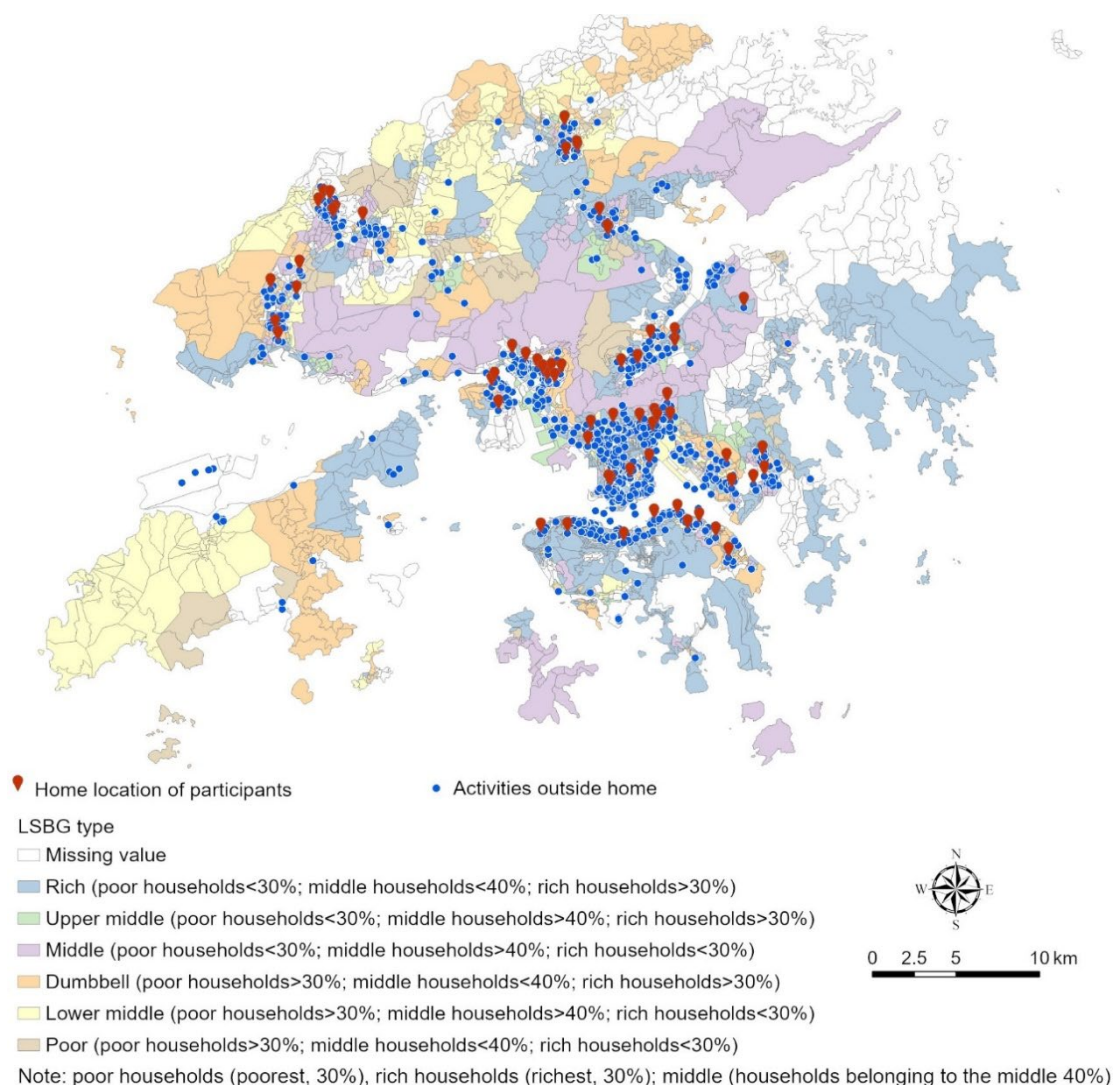 Home location of participants
Activities outside home
LSBG type
Missing value
Rich (poor households<30%; middle households<40%; rich households>30%)
Upper middle (poor households<30%; middle households>40%; rich households>30%)
Middle (poor households<30%; middle households>40%; rich households<30%)
Dumbbell (poor households>30%; middle households<40%; rich households>30%)
Lower middle (poor households>30%; middle households>40%; rich households<30%)
Poor (poor households>30%; middle households<40%; rich households<30%)
N
W E
S
0 2.5 5 10 km
Note: poor households (poorest, 30%), rich households (richest, 30%); middle (households belonging to the middle 40%)